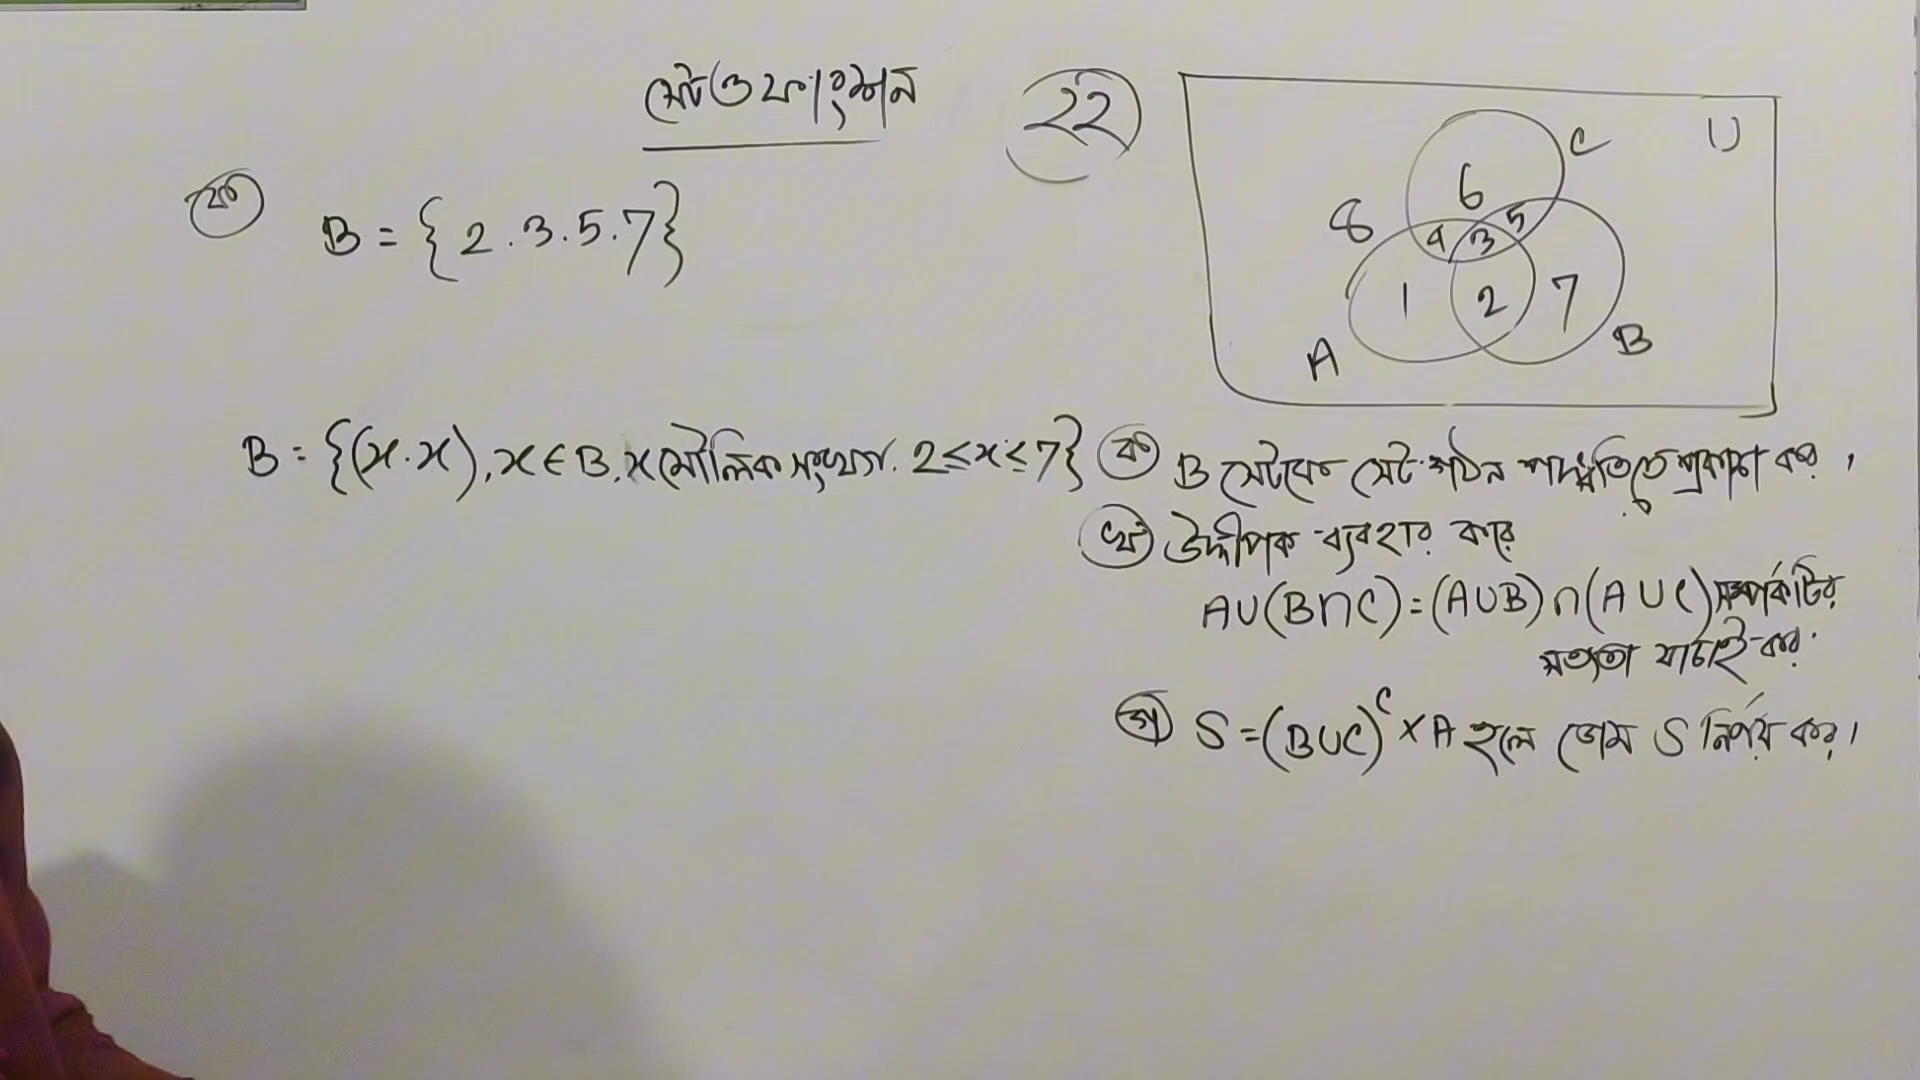 সেট ও ফাংশন
22
ক
B = { 2.3.5.7}
U
C
6
8
4 3 5
1 2 7
A B
B = {(x.x), x ∈ B, x মৌলিক সংখ্যা. 2 ≤ x ≤ 7}
ক B সেটকে সেট গঠন পদ্ধতিতে প্রকাশ কর।
খ উদ্দীপক ব্যবহার করে
A∪(B∩C) = (A∪B)∩(A∪C) সম্পর্কটির
সত্যতা যাচাই কর.
গ S = (B∪C)ᶜ × A হলে ডোম S নির্ণয় কর।